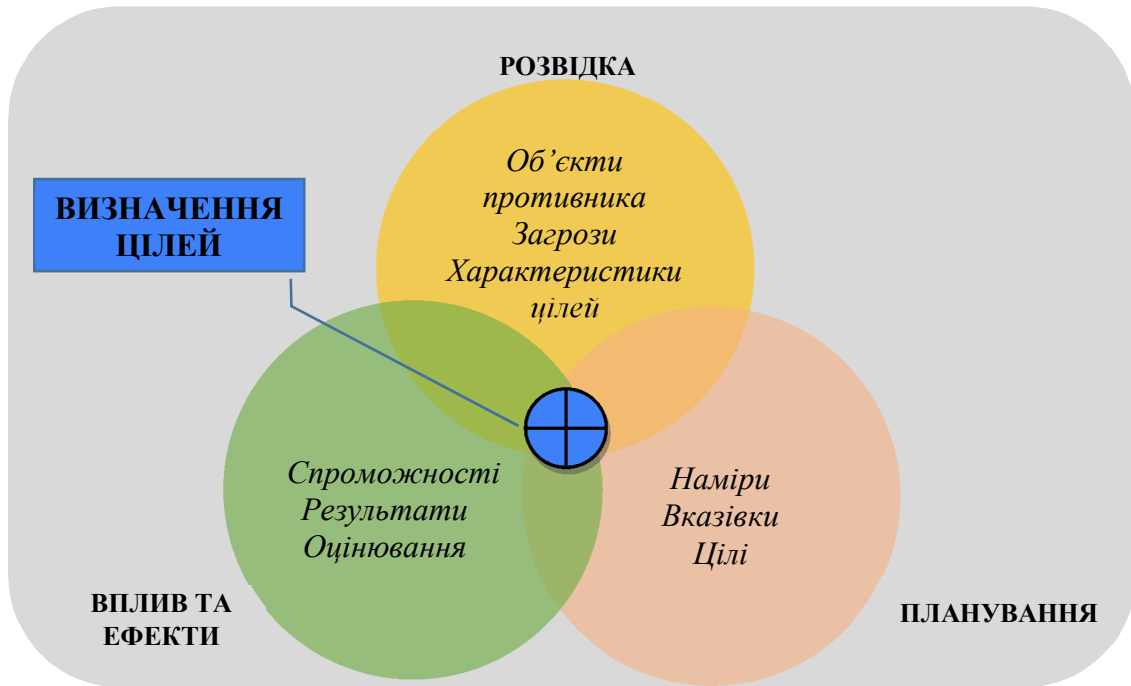 РОЗВІДКА
Об’єкти
противника
Загрози
Характеристики
цілей
ВИЗНАЧЕННЯ
ЦІЛЕЙ
Спроможності
Результати
Оцінювання
Наміри
Вказівки
Цілі
ВПЛИВ ТА
ЕФЕКТИ
ПЛАНУВАННЯ